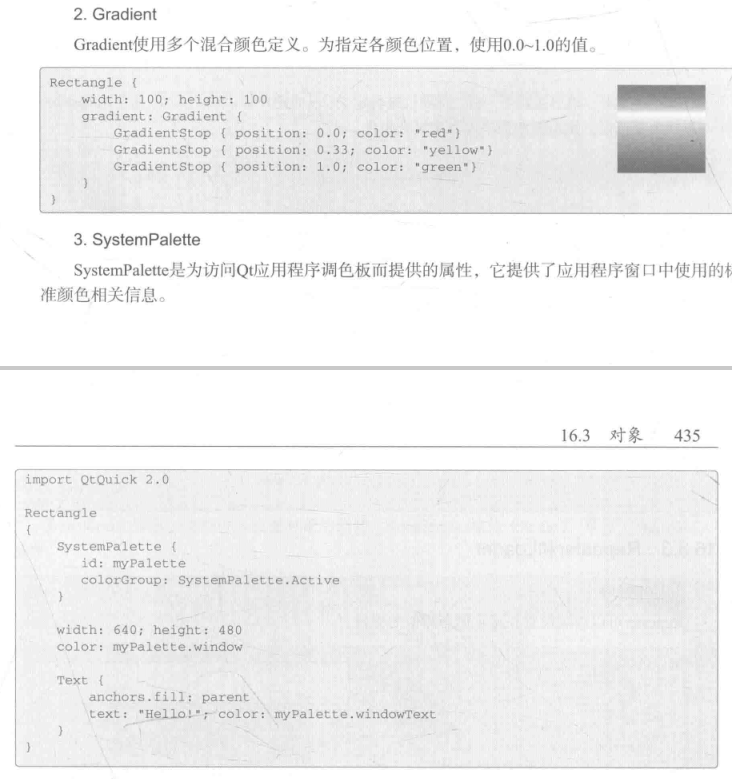 2. Gradient
Gradient使用多个混合颜色定义。为指定各颜色位置，使用0.0~1.0的值。
Rectangle {
    width: 100; height: 100
    gradient: Gradient {
        GradientStop { position: 0.0; color: "red"}
        GradientStop { position: 0.33; color: "yellow"}
        GradientStop { position: 1.0; color: "green"}
    }
}
3. SystemPalette
SystemPalette是为访问Qt应用程序调色板而提供的属性，它提供了应用程序窗口中使用的标
准颜色相关信息。
16.3 对象 435
import QtQuick 2.0
Rectangle
{
    SystemPalette {
        id: myPalette
        colorGroup: SystemPalette.Active
    }
    width: 640; height: 480
    color: myPalette.window
    Text {
        anchors.fill: parent
        text: "Hello!"; color: myPalette.windowText
    }
}